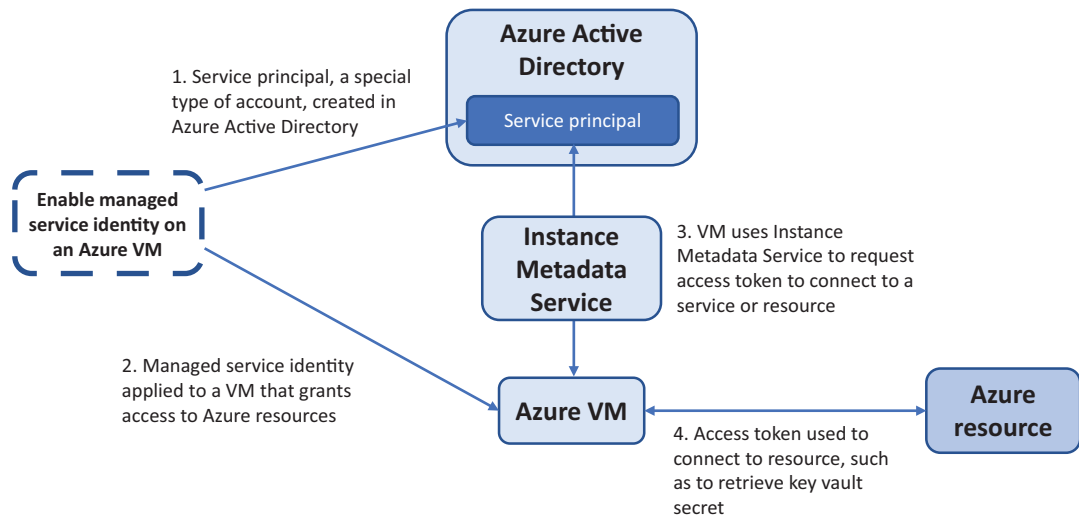 Azure Active
Directory
Service principal
1. Service principal, a special
type of account, created in
Azure Active Directory
Enable managed
service identity on
an Azure VM
Instance
Metadata
Service
3. VM uses Instance
Metadata Service to request
access token to connect to a
service or resource
2. Managed service identity
applied to a VM that grants
access to Azure resources
Azure VM
Azure
resource
4. Access token used to
connect to resource, such
as to retrieve key vault
secret